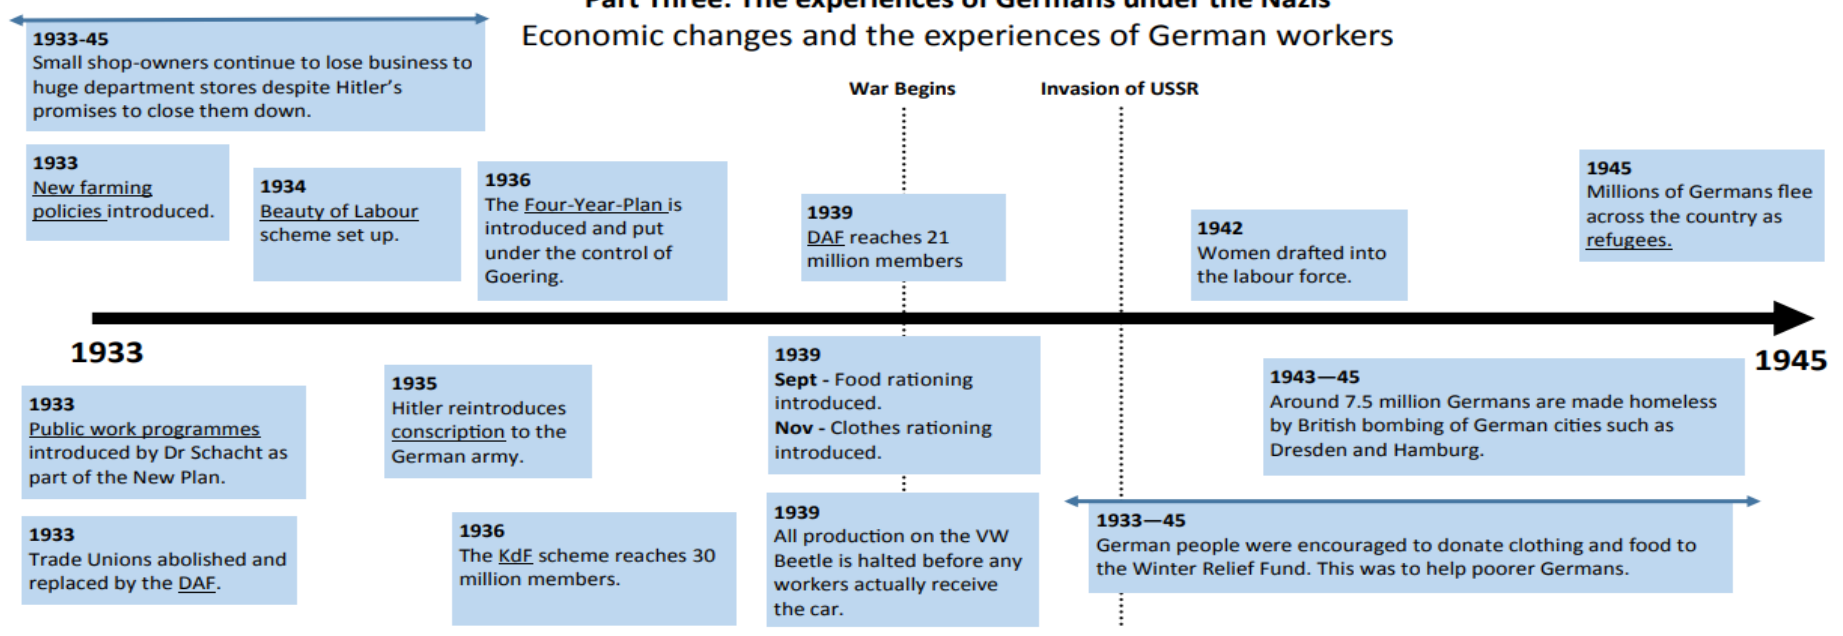 Part Three: The experiences of Germans under the Nazis
Economic changes and the experiences of German workers
1933-45
Small shop-owners continue to lose business to
huge department stores despite Hitler’s
promises to close them down.
War Begins
Invasion of USSR
1933
New farming
policies introduced.
1934
Beauty of Labour
scheme set up.
1936
The Four-Year-Plan is
introduced and put
under the control of
Goering.
1939
DAF reaches 21
million members
1942
Women drafted into
the labour force.
1945
Millions of Germans flee
across the country as
refugees.
1933
1945
1933
Public work programmes
introduced by Dr Schacht as
part of the New Plan.
1935
Hitler reintroduces
conscription to the
German army.
1939
Sept - Food rationing
introduced.
Nov - Clothes rationing
introduced.
1943—45
Around 7.5 million Germans are made homeless
by British bombing of German cities such as
Dresden and Hamburg.
1933
Trade Unions abolished and
replaced by the DAF.
1936
The KdF scheme reaches 30
million members.
1939
All production on the VW
Beetle is halted before any
workers actually receive
the car.
1933—45
German people were encouraged to donate clothing and food to
the Winter Relief Fund. This was to help poorer Germans.